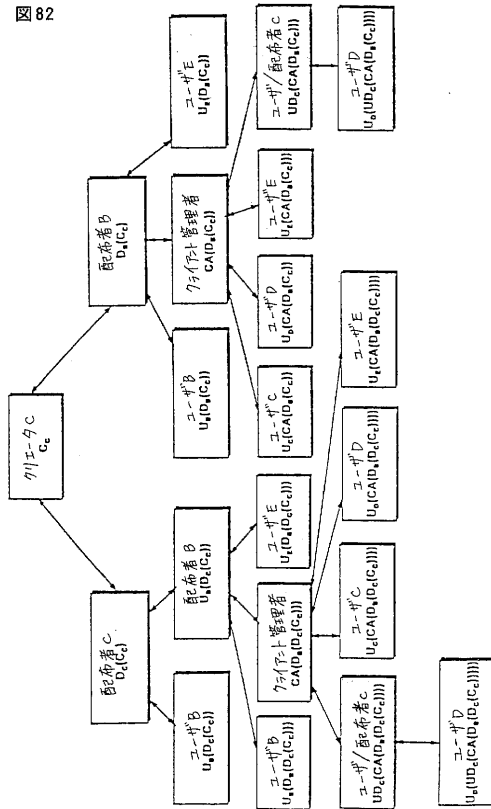 図82
クリエータC
Cc
配布者C
Dc(Cc)
配布者B
DB(Cc)
ユーザB
UB(Dc(Cc))
配布者B
UB(Dc(Cc))
ユーザB
UB(DB(Cc))
クライアント管理者
CA(DB(Cc))
ユーザE
UE(DB(Cc))
ユーザB
UB(DB(Dc(Cc)))
クライアント管理者
CA(DB(Dc(Cc)))
ユーザE
UE(DB(Dc(Cc)))
ユーザC
Uc(CA(DB(Cc)))
ユーザD
UD(CA(DB(Cc)))
ユーザE
UE(CA(DB(Cc)))
ユーザ/配布者C
UDc(CA(DB(Cc)))
ユーザ/配布者C
UDc(CA(DB(Dc(Cc))))
ユーザC
Uc(CA(DB(Dc(Cc))))
ユーザD
UD(CA(DB(Dc(Cc))))
ユーザE
UE(CA(DB(Dc(Cc))))
ユーザD
UD(UDc(CA(DB(Cc))))
ユーザD
UD(UDc(CA(DB(Dc(Cc)))))